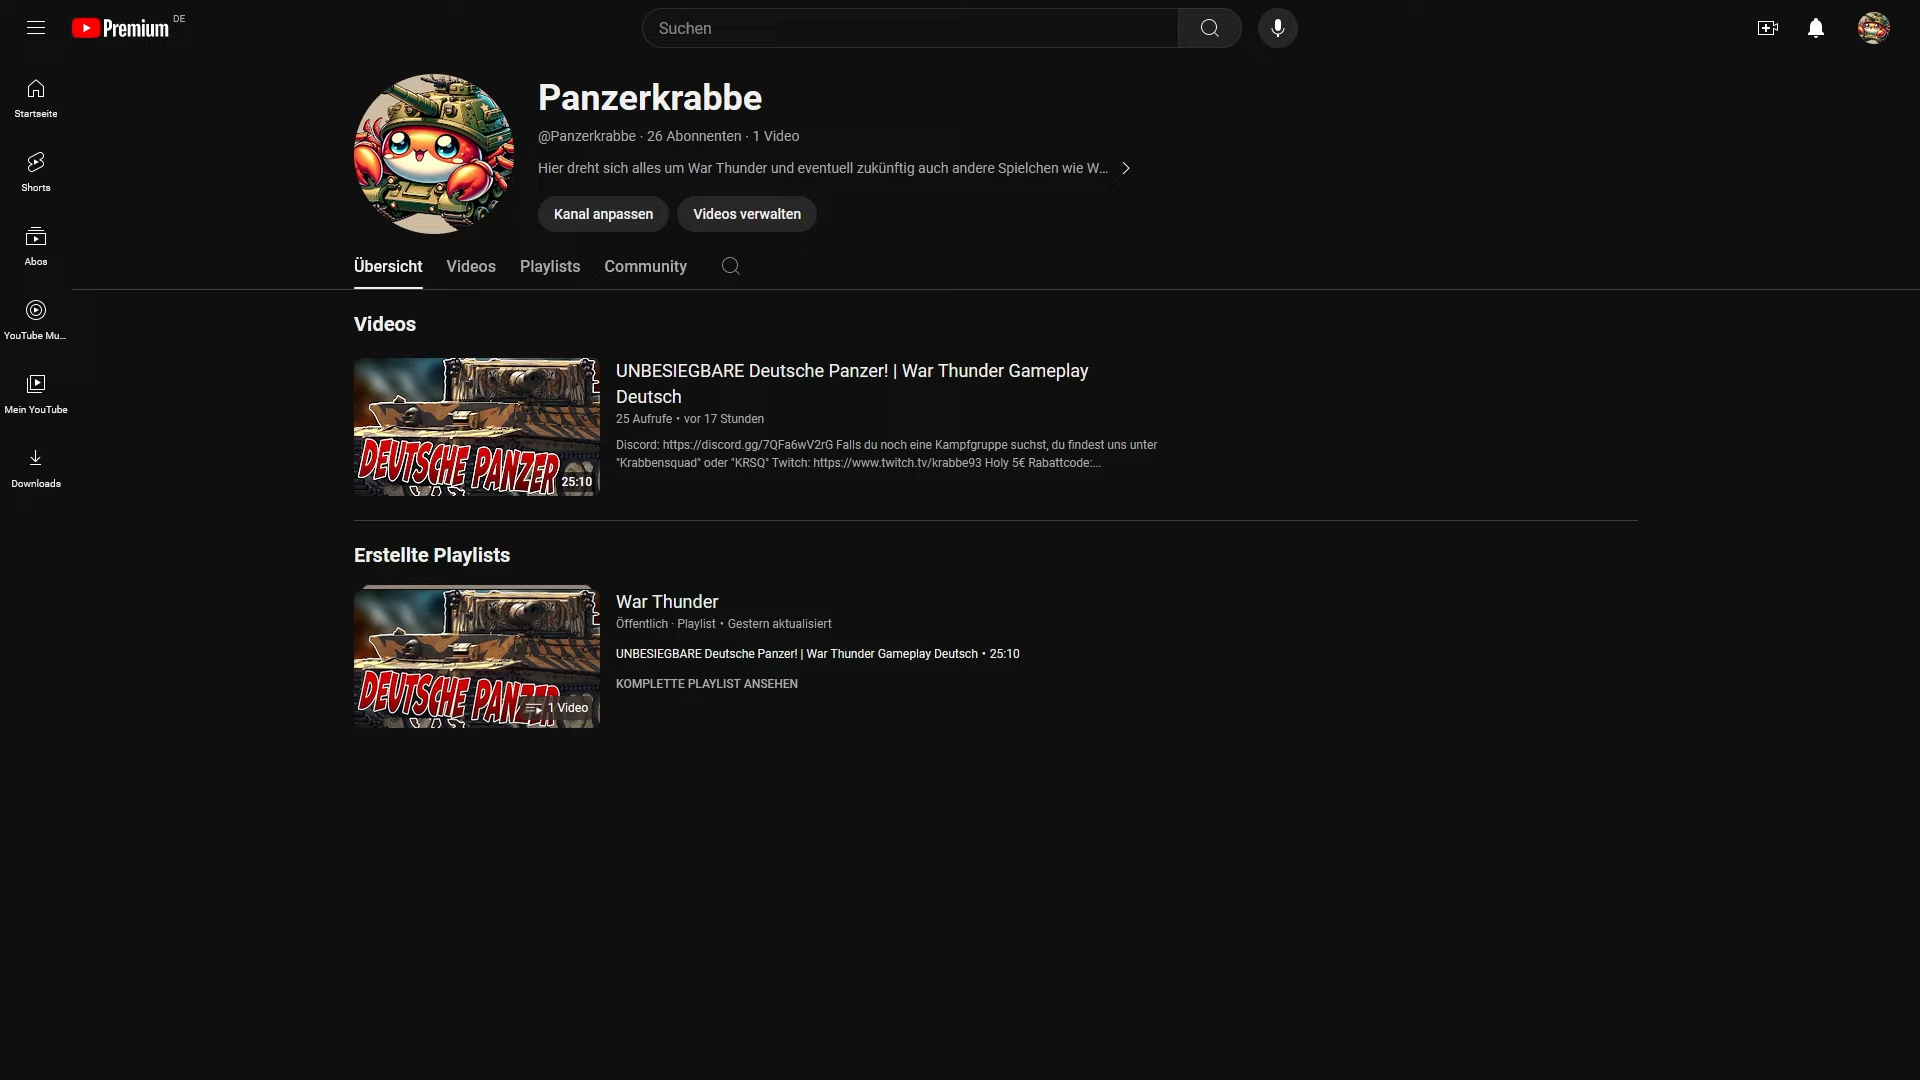 Premium DE
Suchen
Startseite
Shorts
Abos
YouTube Mu...
Mein YouTube
Downloads
Panzerkrabbe
@Panzerkrabbe · 26 Abonnenten · 1 Video
Hier dreht sich alles um War Thunder und eventuell zukünftig auch andere Spielchen wie W...
Kanal anpassen
Videos verwalten
Übersicht
Videos
Playlists
Community
Videos
DEUTSCHE PANZER
25:10
UNBESIEGBARE Deutsche Panzer! | War Thunder Gameplay
Deutsch
25 Aufrufe • vor 17 Stunden
Discord: https://discord.gg/7QFa6wV2rG Falls du noch eine Kampfgruppe suchst, du findest uns unter
"Krabbensquad" oder "KRSQ" Twitch: https://www.twitch.tv/krabbe93 Holy 5€ Rabattcode:...
Erstellte Playlists
DEUTSCHE PANZER
1 Video
War Thunder
Öffentlich · Playlist • Gestern aktualisiert
UNBESIEGBARE Deutsche Panzer! | War Thunder Gameplay Deutsch • 25:10
KOMPLETTE PLAYLIST ANSEHEN